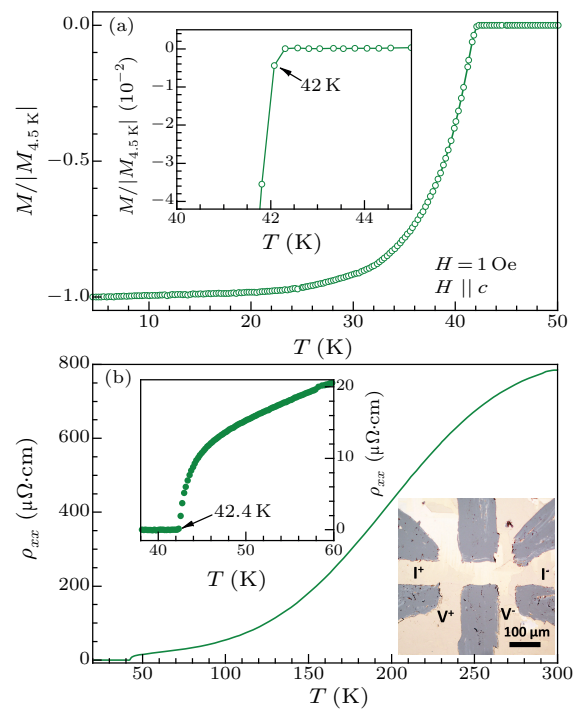 (a)
M/|M4.5 K|
0.0
−0.5
−1.0
10 20 30 40 50
T (K)
H = 1 Oe
H || c
M/|M4.5 K| (10−2)
0
−1
−2
−3
−4
42 K
40 42 44
T (K)
(b)
ρxx (μΩ·cm)
800
600
400
200
0
50 100 150 200 250 300
T (K)
42.4 K
40 50 60
T (K)
20
10
0
ρxx (μΩ·cm)
I+ I-
V+ V-
100 μm